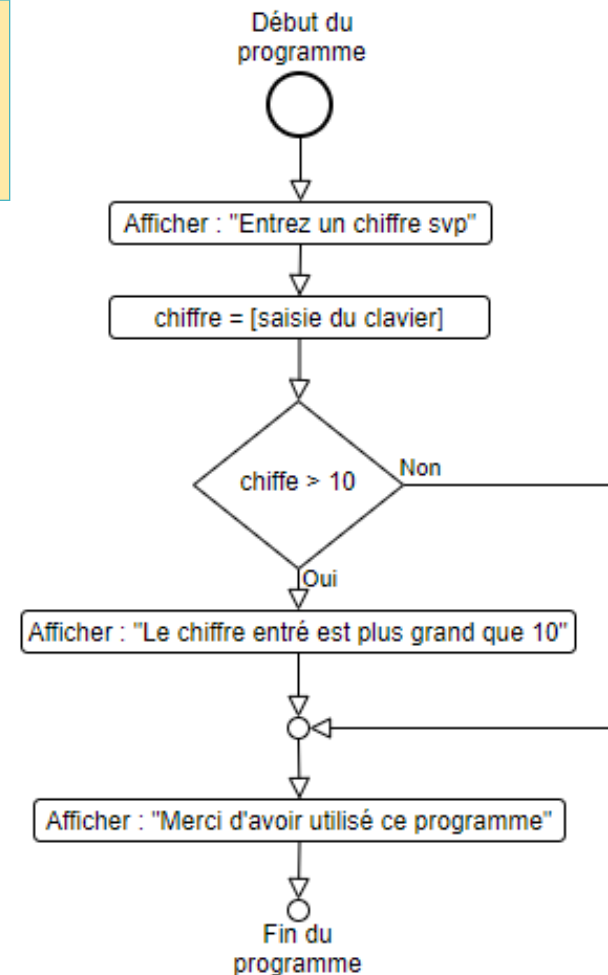 Début du
programme
Afficher : "Entrez un chiffre svp"
chiffre = [saisie du clavier]
chiffe > 10
Non
Oui
Afficher : "Le chiffre entré est plus grand que 10"
Afficher : "Merci d'avoir utilisé ce programme"
Fin du
programme